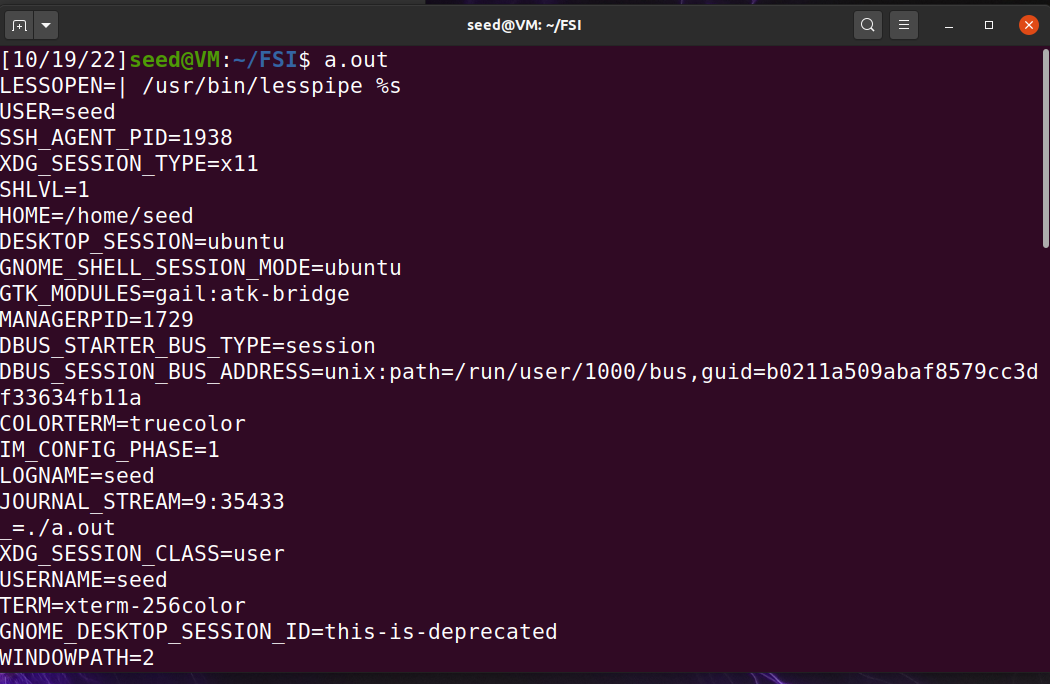 seed@VM: ~/FSI
[10/19/22]seed@VM:~/FSI$ a.out
LESSOPEN=| /usr/bin/lesspipe %s
USER=seed
SSH_AGENT_PID=1938
XDG_SESSION_TYPE=x11
SHLVL=1
HOME=/home/seed
DESKTOP_SESSION=ubuntu
GNOME_SHELL_SESSION_MODE=ubuntu
GTK_MODULES=gail:atk-bridge
MANAGERPID=1729
DBUS_STARTER_BUS_TYPE=session
DBUS_SESSION_BUS_ADDRESS=unix:path=/run/user/1000/bus,guid=b0211a509abaf8579cc3d
f33634fb11a
COLORTERM=truecolor
IM_CONFIG_PHASE=1
LOGNAME=seed
JOURNAL_STREAM=9:35433
_=./a.out
XDG_SESSION_CLASS=user
USERNAME=seed
TERM=xterm-256color
GNOME_DESKTOP_SESSION_ID=this-is-deprecated
WINDOWPATH=2